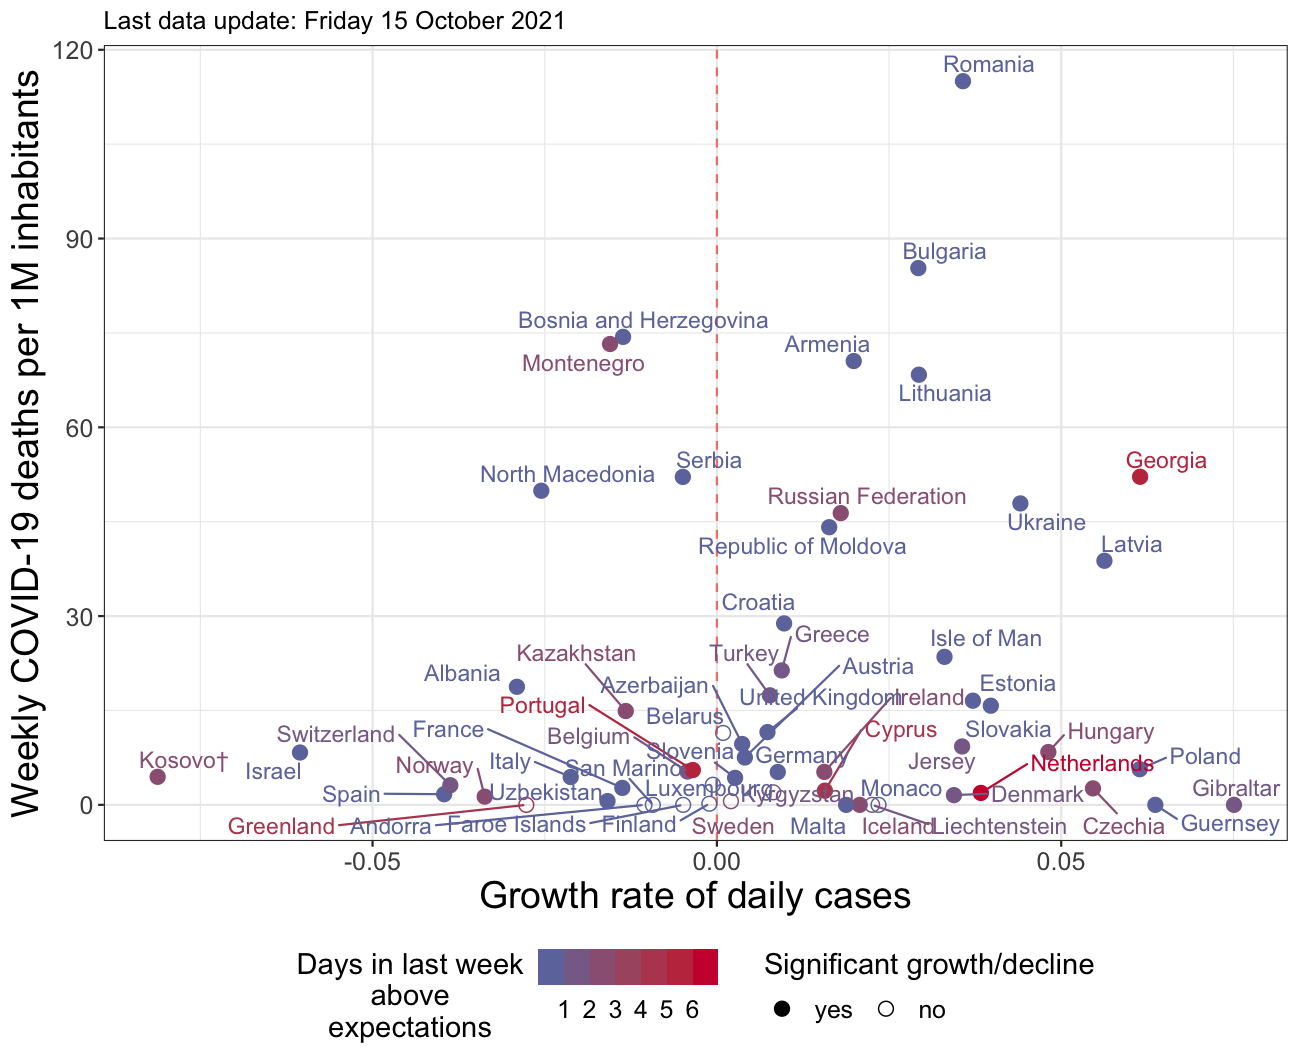 Last data update: Friday 15 October 2021
Weekly COVID-19 deaths per 1M inhabitants
120
90
60
30
0
Romania
Bulgaria
Bosnia and Herzegovina
Armenia
Montenegro
Lithuania
Serbia
Georgia
North Macedonia
Russian Federation
Ukraine
Republic of Moldova
Latvia
Croatia
Greece
Isle of Man
Kazakhstan
Turkey
Austria
Albania
Azerbaijan
Estonia
Portugal
United Kingdom
Ireland
Belarus
France
Switzerland
Belgium
Cyprus
Slovakia
Hungary
Slovenia
Germany
Kosovo†
Israel
Norway
Italy
San Marino
Jersey
Netherlands
Poland
Spain
Uzbekistan
Luxembourg
Kyrgyzstan
Monaco
Denmark
Gibraltar
Greenland
Andorra
Faroe Islands
Finland
Sweden
Malta
Iceland
Liechtenstein
Czechia
Guernsey
-0.05
0.00
0.05
Growth rate of daily cases
Days in last week
above
expectations
1 2 3 4 5 6
Significant growth/decline
yes
no